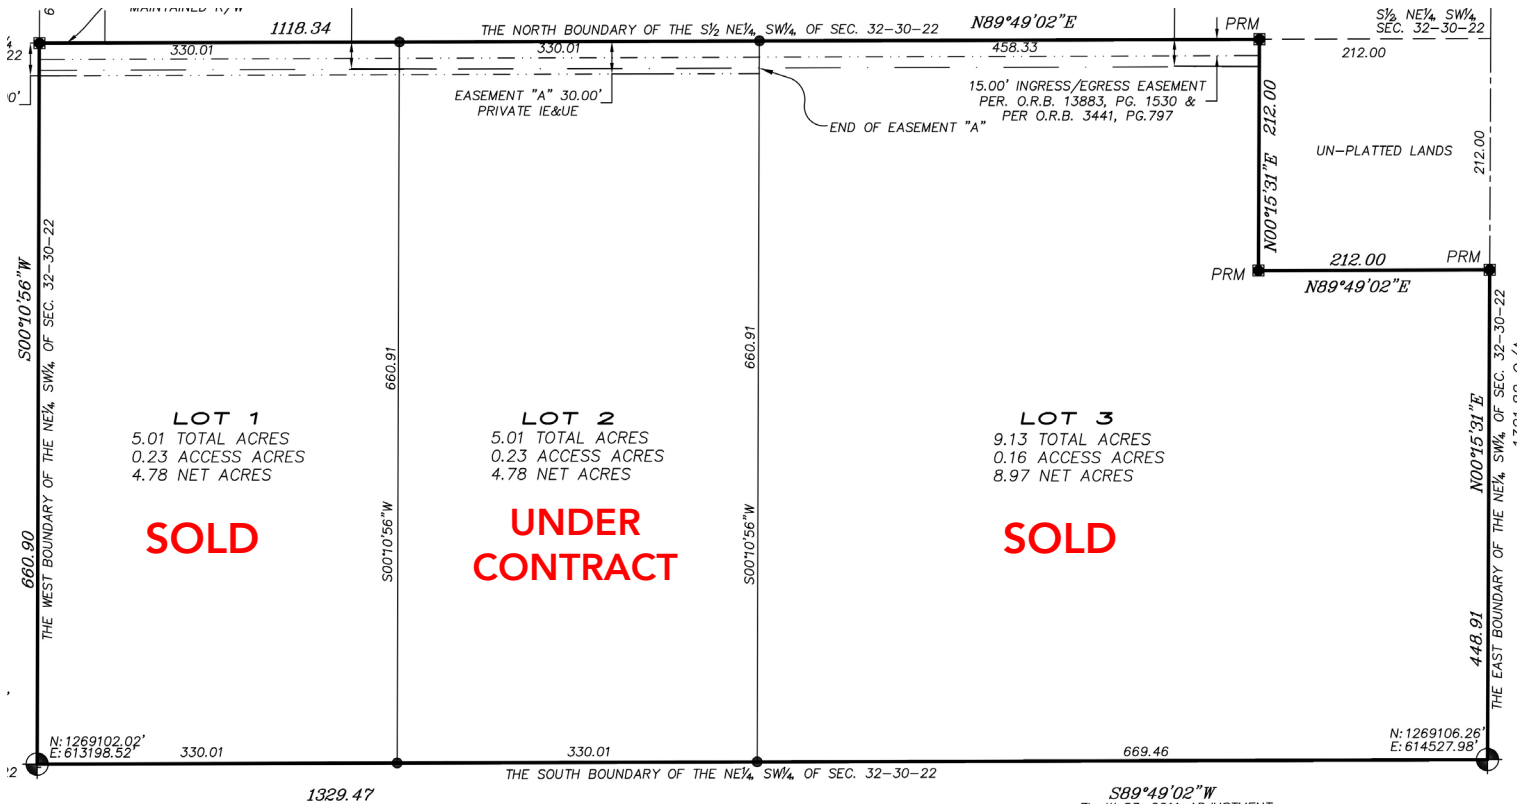 MAINTAINED R/W
1118.34
THE NORTH BOUNDARY OF THE S½ NE¼, SW¼, OF SEC. 32-30-22
N89°49'02"E
PRM
S½, NE¼, SW¼,
SEC. 32-30-22
330.01
330.01
458.33
212.00
EASEMENT "A" 30.00'
PRIVATE IE&UE
END OF EASEMENT "A"
15.00' INGRESS/EGRESS EASEMENT
PER. O.R.B. 13883, PG. 1530 &
PER O.R.B. 3441, PG.797
N00°15'31"E 212.00
UN-PLATTED LANDS
212.00
PRM
212.00
PRM
N89°49'02"E
S00°10'56"W
660.90
THE WEST BOUNDARY OF THE NE¼, SW¼, OF SEC. 32-30-22
660.91
S00°10'56"W
660.91
S00°10'56"W
N00°15'31"E
448.91
THE EAST BOUNDARY OF THE NE¼, SW¼, OF SEC. 32-30-22
LOT 1
5.01 TOTAL ACRES
0.23 ACCESS ACRES
4.78 NET ACRES
SOLD
LOT 2
5.01 TOTAL ACRES
0.23 ACCESS ACRES
4.78 NET ACRES
UNDER
CONTRACT
LOT 3
9.13 TOTAL ACRES
0.16 ACCESS ACRES
8.97 NET ACRES
SOLD
N: 1269102.02'
E: 613198.52'
330.01
330.01
669.46
N: 1269106.26'
E: 614527.98'
THE SOUTH BOUNDARY OF THE NE¼, SW¼, OF SEC. 32-30-22
1329.47
S89°49'02"W